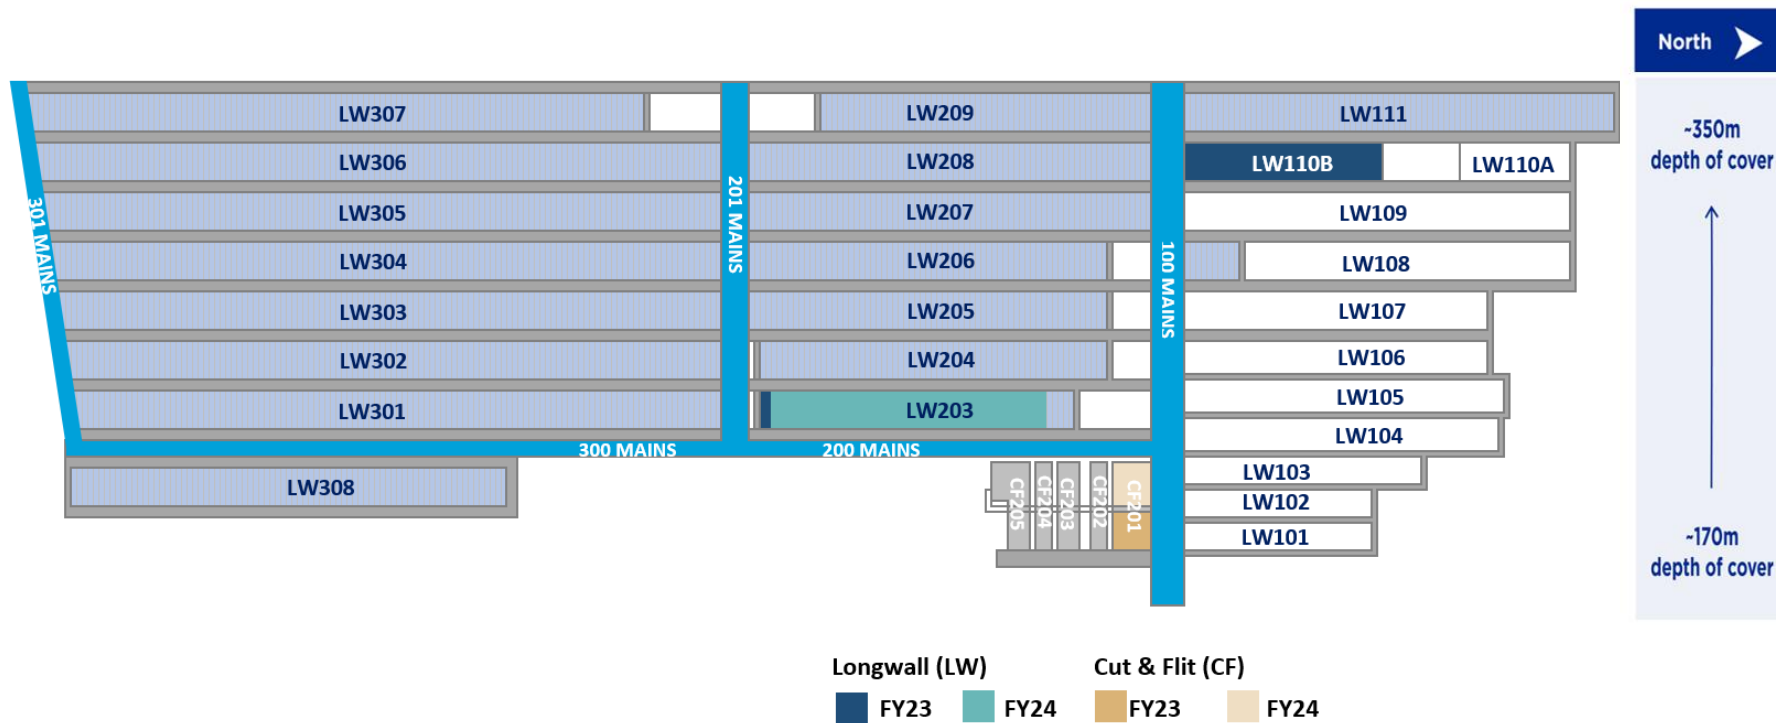 North
~350m
depth of cover
~170m
depth of cover
LW307
LW209
LW111
LW306
LW208
LW110B
LW110A
LW305
LW207
LW109
LW304
LW206
LW108
LW303
LW205
LW107
LW302
LW204
LW106
LW301
LW203
LW105
LW104
301 MAINS
201 MAINS
100 MAINS
300 MAINS
200 MAINS
LW308
CF205
CF204
CF203
CF202
CF201
LW103
LW102
LW101
Longwall (LW)
FY23
FY24
Cut & Flit (CF)
FY23
FY24